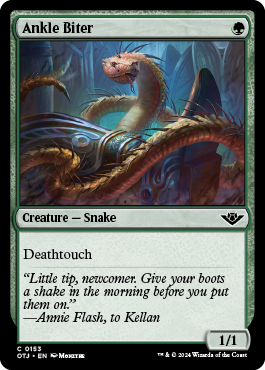 Ankle Biter
Creature — Snake
Deathtouch
“Little tip, newcomer. Give your boots
a shake in the morning before you put
them on.”
—Annie Flash, to Kellan
1/1
C 0153
OTJ • EN
™ & © 2024 Wizards of the Coast